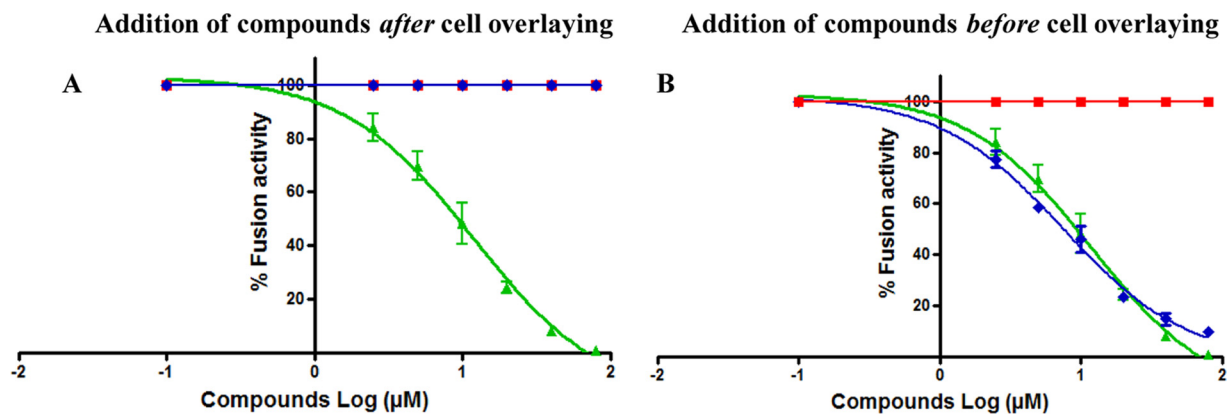 Addition of compounds after cell overlaying
Addition of compounds before cell overlaying
A
100
80
60
40
20
% Fusion activity
-2 -1 0 1 2
Compounds Log (µM)
B
100
80
60
40
20
% Fusion activity
-2 -1 0 1 2
Compounds Log (µM)